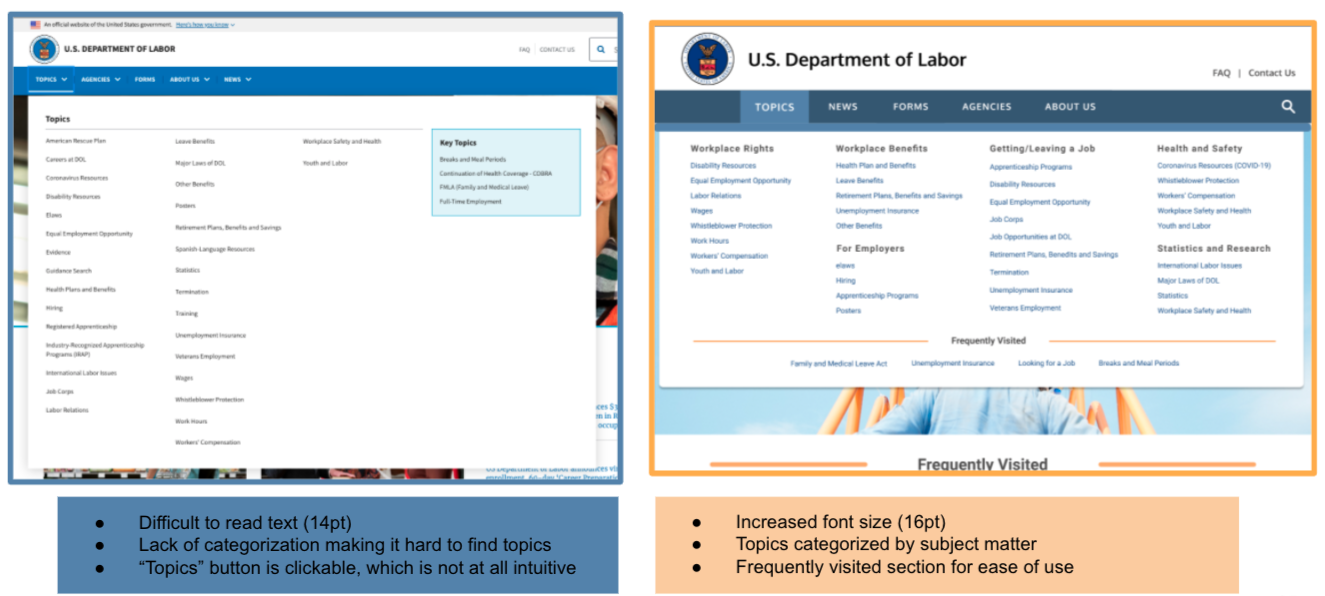 An official website of the United States government. Here's how you know
U.S. DEPARTMENT OF LABOR
FAQ | CONTACT US
S
TOPICS AGENCIES FORMS ABOUT US NEWS
Topics
American Rescue Plan
Careers at DOL
Coronavirus Resources
Disability Resources
Elaws
Equal Employment Opportunity
Evidence
Guidance Search
Health Plans and Benefits
Hiring
Registered Apprenticeship
Industry-Recognized Apprenticeship
Programs (IRAP)
International Labor Issues
Job Corps
Labor Relations
Leave Benefits
Major Laws of DOL
Other Benefits
Posters
Retirement Plans, Benefits and Savings
Spanish-Language Resources
Statistics
Termination
Training
Unemployment Insurance
Veterans Employment
Wages
Whistleblower Protection
Work Hours
Workers' Compensation
Workplace Safety and Health
Youth and Labor
Key Topics
Breaks and Meal Periods
Continuation of Health Coverage - COBRA
FMLA (Family and Medical Leave)
Full-Time Employment
US Department of Labor announces
● Difficult to read text (14pt)
● Lack of categorization making it hard to find topics
● “Topics” button is clickable, which is not at all intuitive
U.S. Department of Labor
FAQ | Contact Us
TOPICS NEWS FORMS AGENCIES ABOUT US
Workplace Rights
Disability Resources
Equal Employment Opportunity
Labor Relations
Wages
Whistleblower Protection
Work Hours
Workers' Compensation
Youth and Labor
Workplace Benefits
Health Plan and Benefits
Leave Benefits
Retirement Plans, Benefits and Savings
Unemployment Insurance
Other Benefits
For Employers
elaws
Hiring
Apprenticeship Programs
Posters
Getting/Leaving a Job
Apprenticeship Programs
Disability Resources
Equal Employment Opportunity
Job Corps
Job Opportunities at DOL
Retirement Plans, Benedits and Savings
Termination
Unemployment Insurance
Veterans Employment
Health and Safety
Coronavirus Resources (COVID-19)
Whistleblower Protection
Workers' Compensation
Workplace Safety and Health
Youth and Labor
Statistics and Research
International Labor Issues
Major Laws of DOL
Statistics
Workplace Safety and Health
Frequently Visited
Family and Medical Leave Act Unemployment Insurance Looking for a Job Breaks and Meal Periods
Frequently Visited
● Increased font size (16pt)
● Topics categorized by subject matter
● Frequently visited section for ease of use